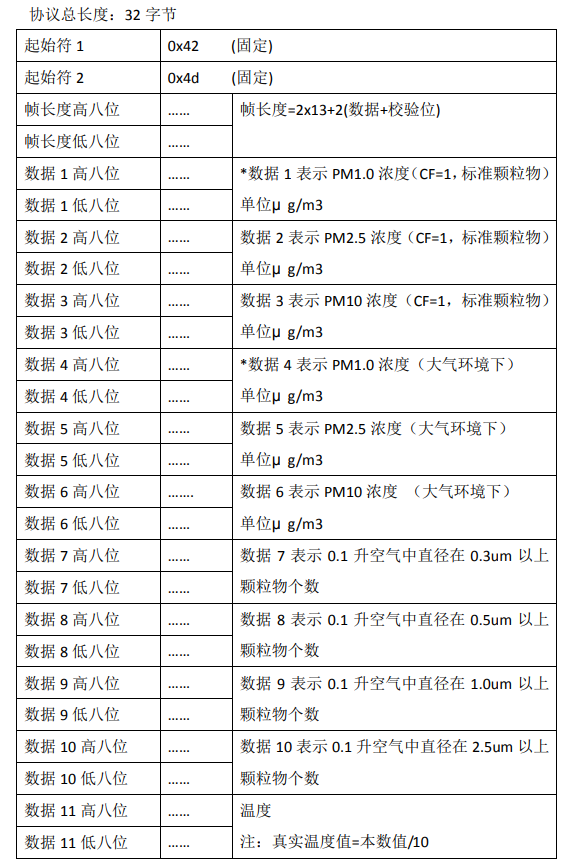 协议总长度：32 字节
起始符 1 0x42 (固定)
起始符 2 0x4d (固定)
帧长度高八位 …… 帧长度=2x13+2(数据+校验位)
帧长度低八位 ……
数据 1 高八位 …… *数据 1 表示 PM1.0 浓度（CF=1，标准颗粒物）
数据 1 低八位 …… 单位μ g/m3
数据 2 高八位 …… 数据 2 表示 PM2.5 浓度（CF=1，标准颗粒物）
数据 2 低八位 …… 单位μ g/m3
数据 3 高八位 …… 数据 3 表示 PM10 浓度（CF=1，标准颗粒物）
数据 3 低八位 …… 单位μ g/m3
数据 4 高八位 …… *数据 4 表示 PM1.0 浓度（大气环境下）
数据 4 低八位 …… 单位μ g/m3
数据 5 高八位 …… 数据 5 表示 PM2.5 浓度（大气环境下）
数据 5 低八位 …… 单位μ g/m3
数据 6 高八位 ……. 数据 6 表示 PM10 浓度 （大气环境下）
数据 6 低八位 …… 单位μ g/m3
数据 7 高八位 …… 数据 7 表示 0.1 升空气中直径在 0.3um 以上
数据 7 低八位 …… 颗粒物个数
数据 8 高八位 …… 数据 8 表示 0.1 升空气中直径在 0.5um 以上
数据 8 低八位 …… 颗粒物个数
数据 9 高八位 …… 数据 9 表示 0.1 升空气中直径在 1.0um 以上
数据 9 低八位 …… 颗粒物个数
数据 10 高八位 …… 数据 10 表示 0.1 升空气中直径在 2.5um 以上
数据 10 低八位 …… 颗粒物个数
数据 11 高八位 …… 温度
数据 11 低八位 …… 注：真实温度值=本数值/10